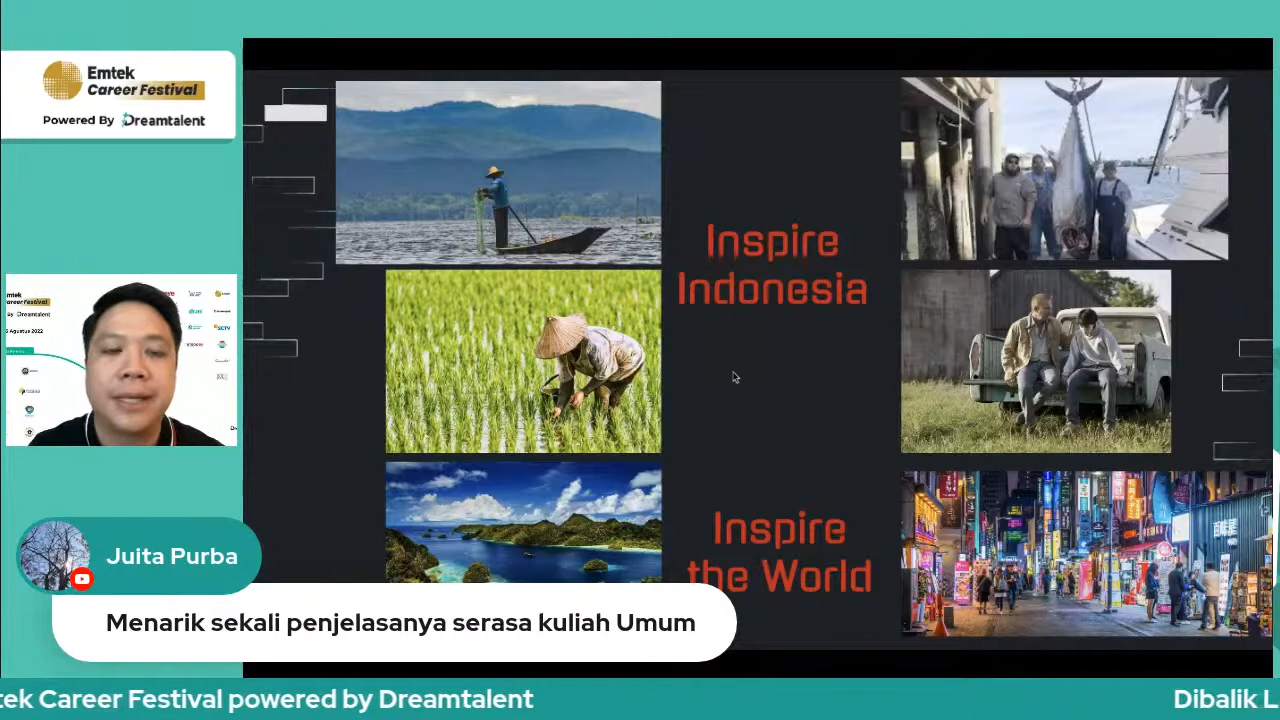 Emtek
Career Festival
Powered By Dreamtalent
Inspire
Indonesia
Inspire
the World
Juita Purba
Menarik sekali penjelasanya serasa kuliah Umum
tek Career Festival powered by Dreamtalent
Dibalik L